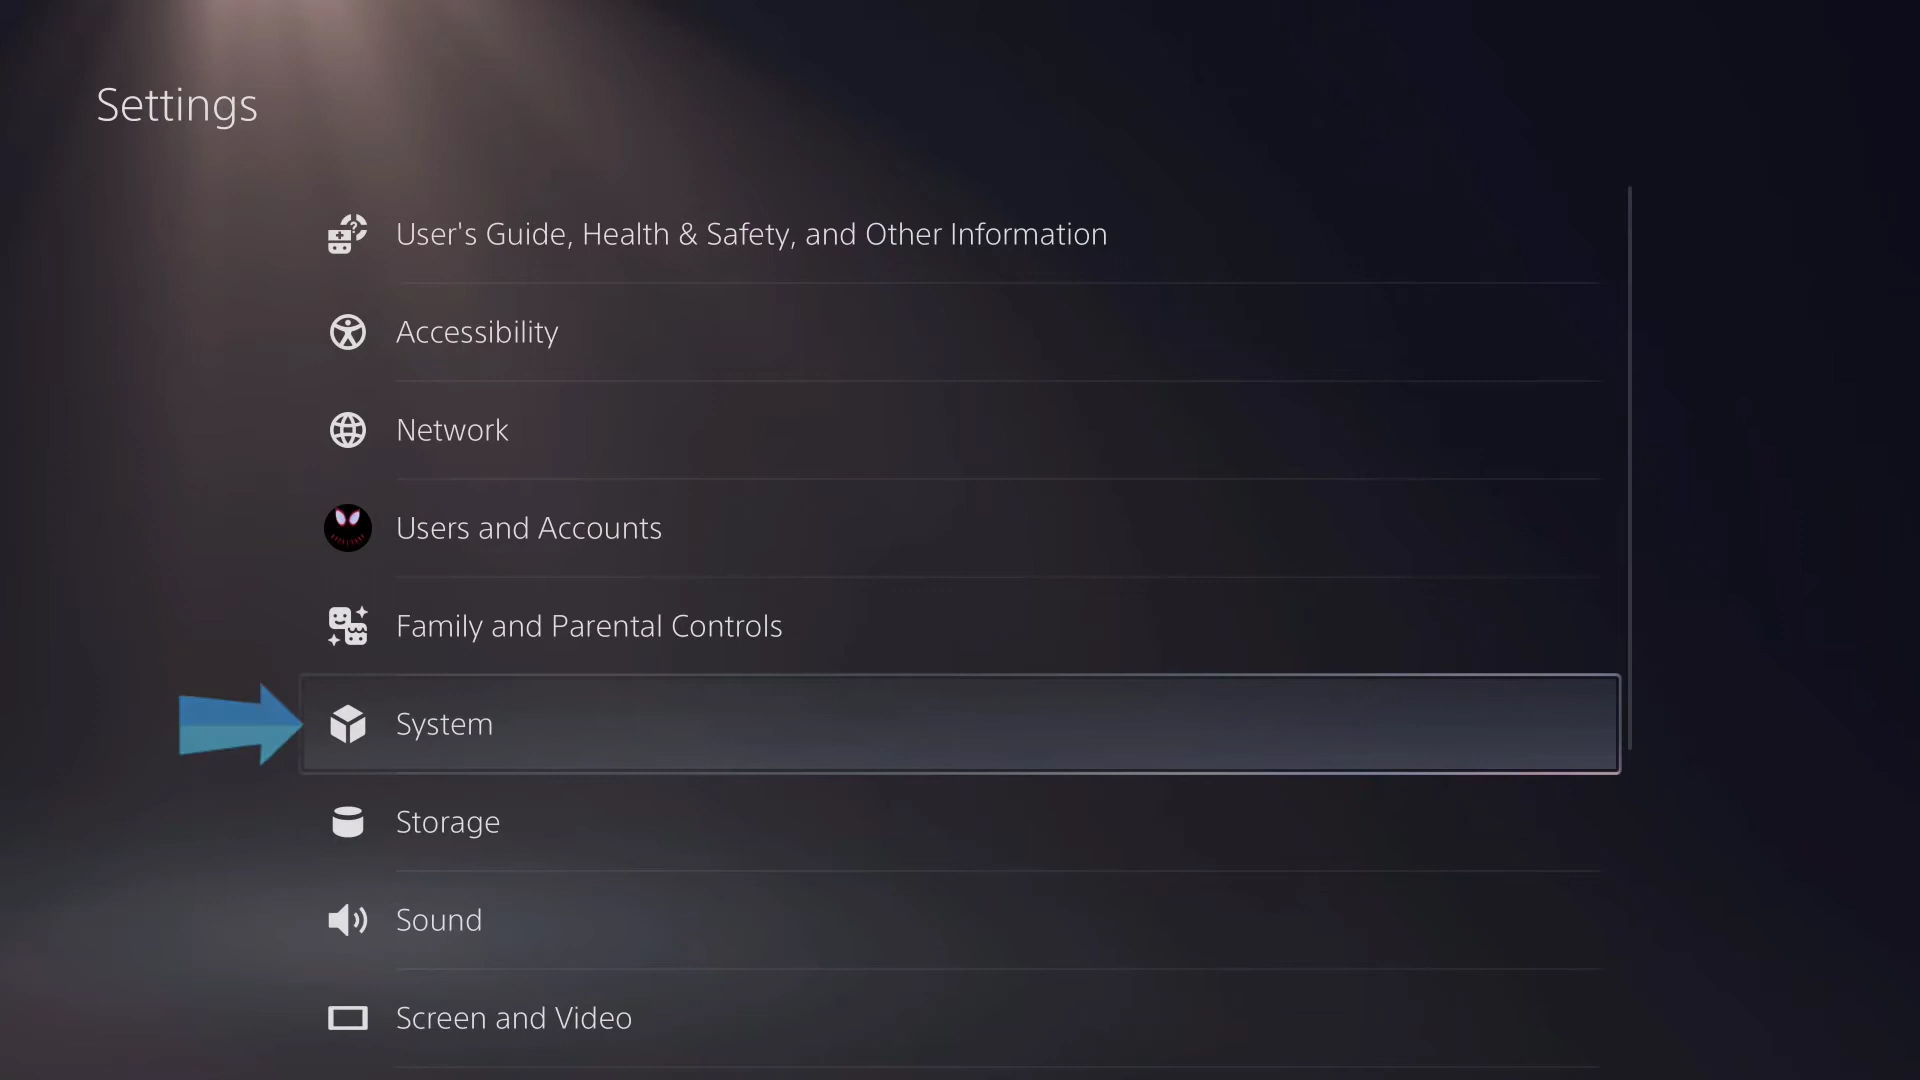 Settings
User's Guide, Health & Safety, and Other Information
Accessibility
Network
Users and Accounts
Family and Parental Controls
System
Storage
Sound
Screen and Video